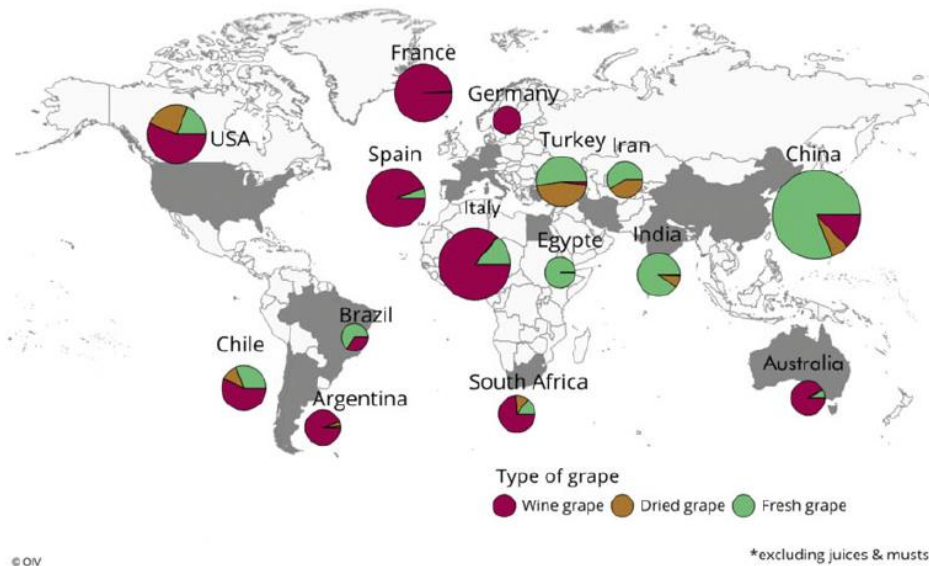 France
Germany
USA
Turkey
Iran
China
Spain
Italy
Egypte
India
Brazil
Chile
Argentina
South Africa
Australia
Type of grape
Wine grape
Dried grape
Fresh grape
© OIV
*excluding juices & musts